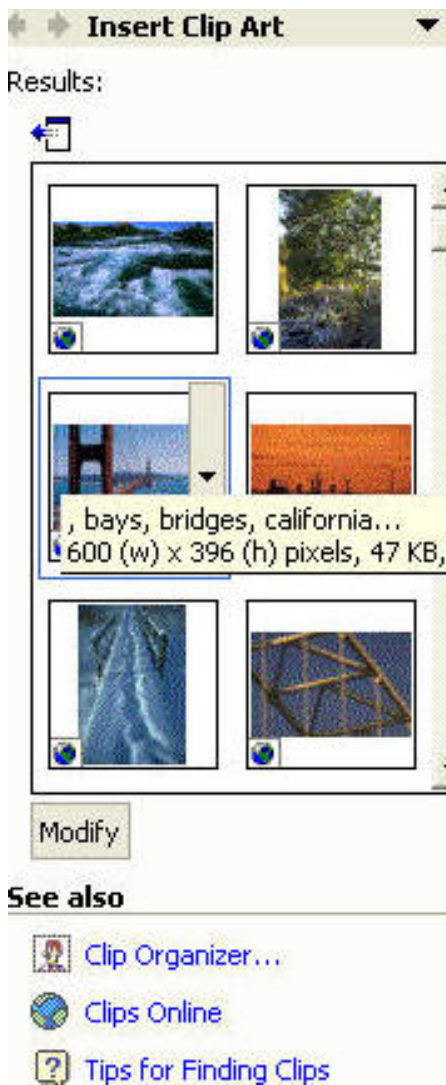 Insert Clip Art
Results:
, bays, bridges, california...
600 (w) x 396 (h) pixels, 47 KB,
Modify
See also
Clip Organizer...
Clips Online
Tips for Finding Clips